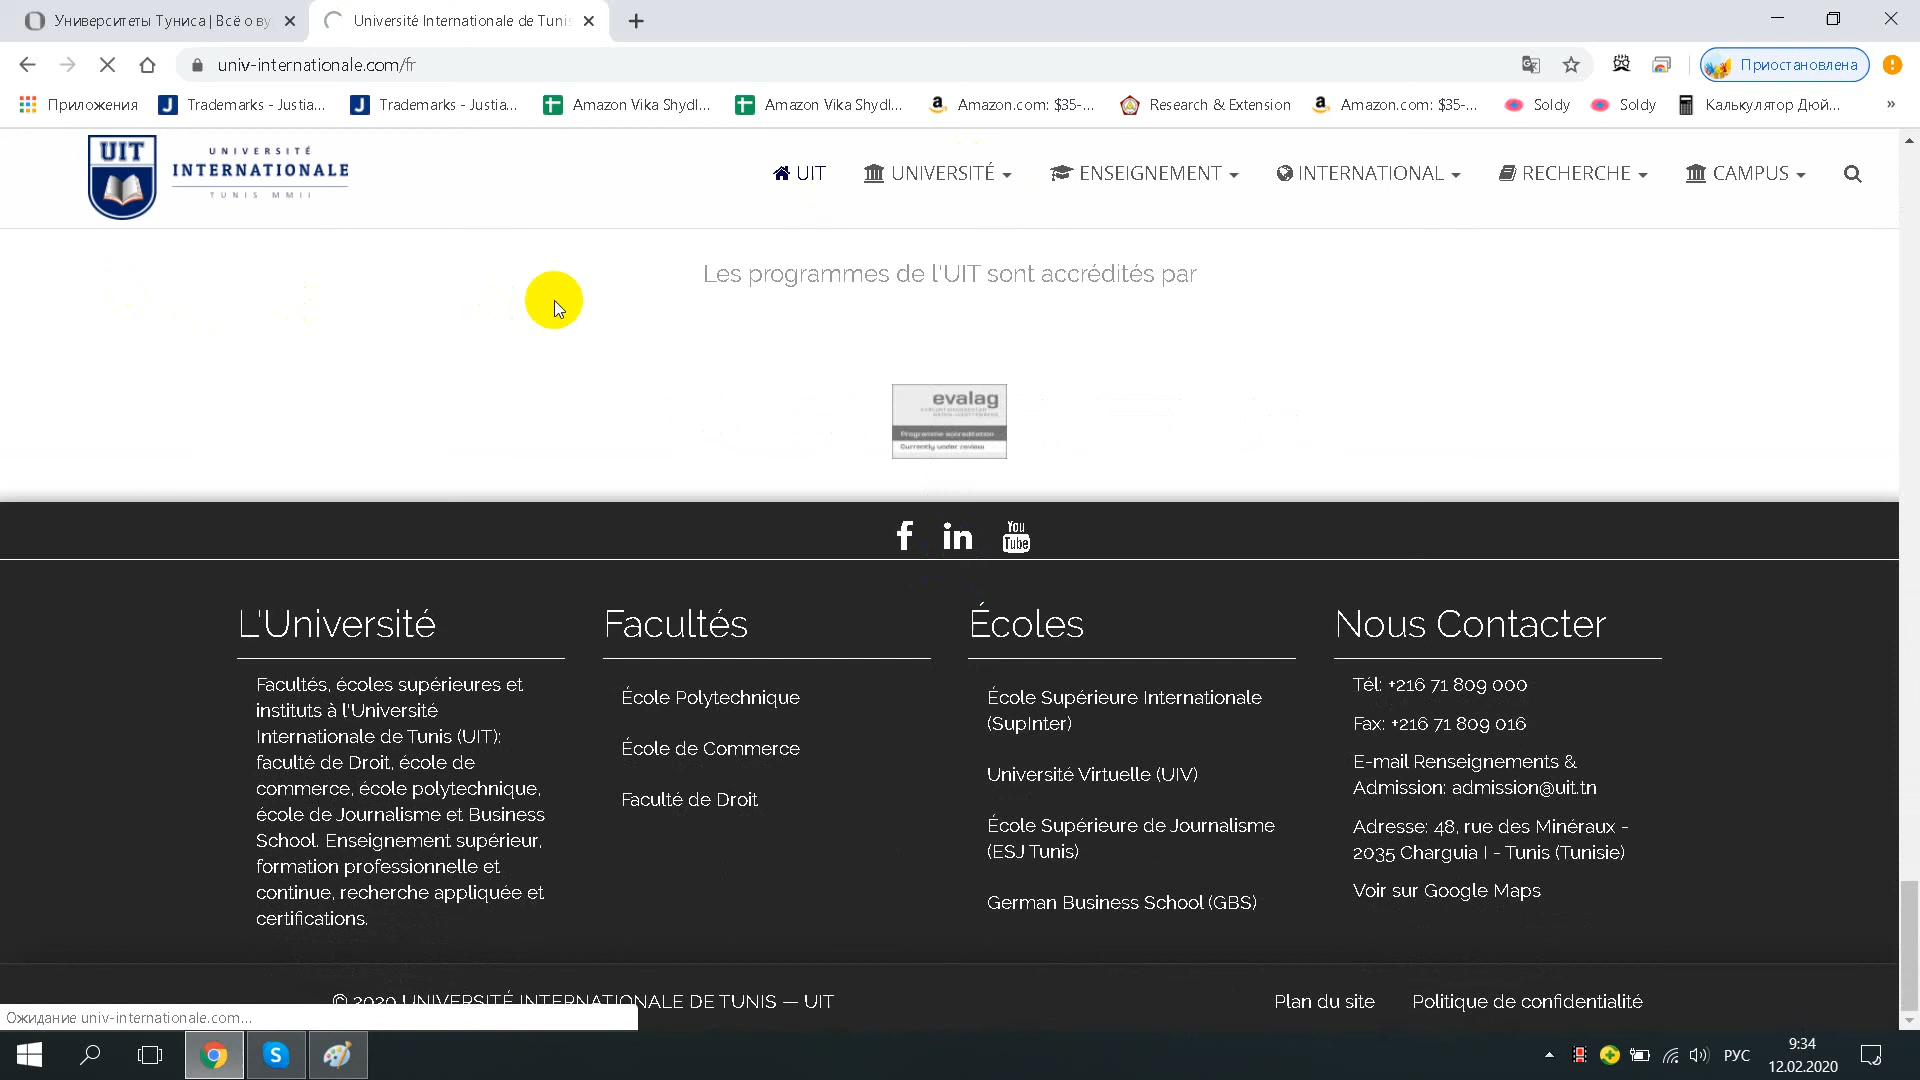 Университеты Туниса | Всё о ву
Université Internationale de Tunis
univ-internationale.com/fr
Приостановлена
Приложения
Trademarks - Justia...
Trademarks - Justia...
Amazon Vika Shydl...
Amazon Vika Shydl...
Amazon.com: $35-...
Research & Extension
Amazon.com: $35-...
Soldy
Soldy
Калькулятор Дюй...
»
UIT
UNIVERSITÉ
INTERNATIONALE
TUNIS MMII
UIT
UNIVERSITÉ
ENSEIGNEMENT
INTERNATIONAL
RECHERCHE
CAMPUS
Les programmes de l'UIT sont accrédités par
evalag
Programme accreditation
Currently under review
You
Tube
L'Université
Facultés, écoles supérieures et
instituts à l'Université
Internationale de Tunis (UIT):
faculté de Droit, école de
commerce, école polytechnique,
école de Journalisme et Business
School. Enseignement supérieur,
formation professionnelle et
continue, recherche appliquée et
certifications.
Facultés
École Polytechnique
École de Commerce
Faculté de Droit
Écoles
École Supérieure Internationale
(SupInter)
Université Virtuelle (UIV)
École Supérieure de Journalisme
(ESJ Tunis)
German Business School (GBS)
Nous Contacter
Tél: +216 71 809 000
Fax: +216 71 809 016
E-mail Renseignements &
Admission: admission@uit.tn
Adresse: 48, rue des Minéraux -
2035 Charguia I - Tunis (Tunisie)
Voir sur Google Maps
© 2020 UNIVERSITÉ INTERNATIONALE DE TUNIS — UIT
Plan du site
Politique de confidentialité
Ожидание univ-internationale.com...
РУС
9:34
12.02.2020